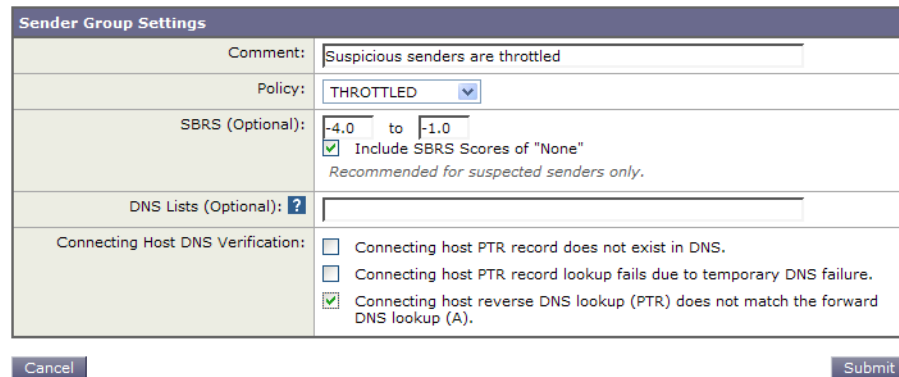 Sender Group Settings
Comment: Suspicious senders are throttled
Policy: THROTTLED
SBRS (Optional): -4.0 to -1.0
Include SBRS Scores of "None"
Recommended for suspected senders only.
DNS Lists (Optional): ?
Connecting Host DNS Verification: Connecting host PTR record does not exist in DNS.
Connecting host PTR record lookup fails due to temporary DNS failure.
Connecting host reverse DNS lookup (PTR) does not match the forward
DNS lookup (A).
Cancel Submit